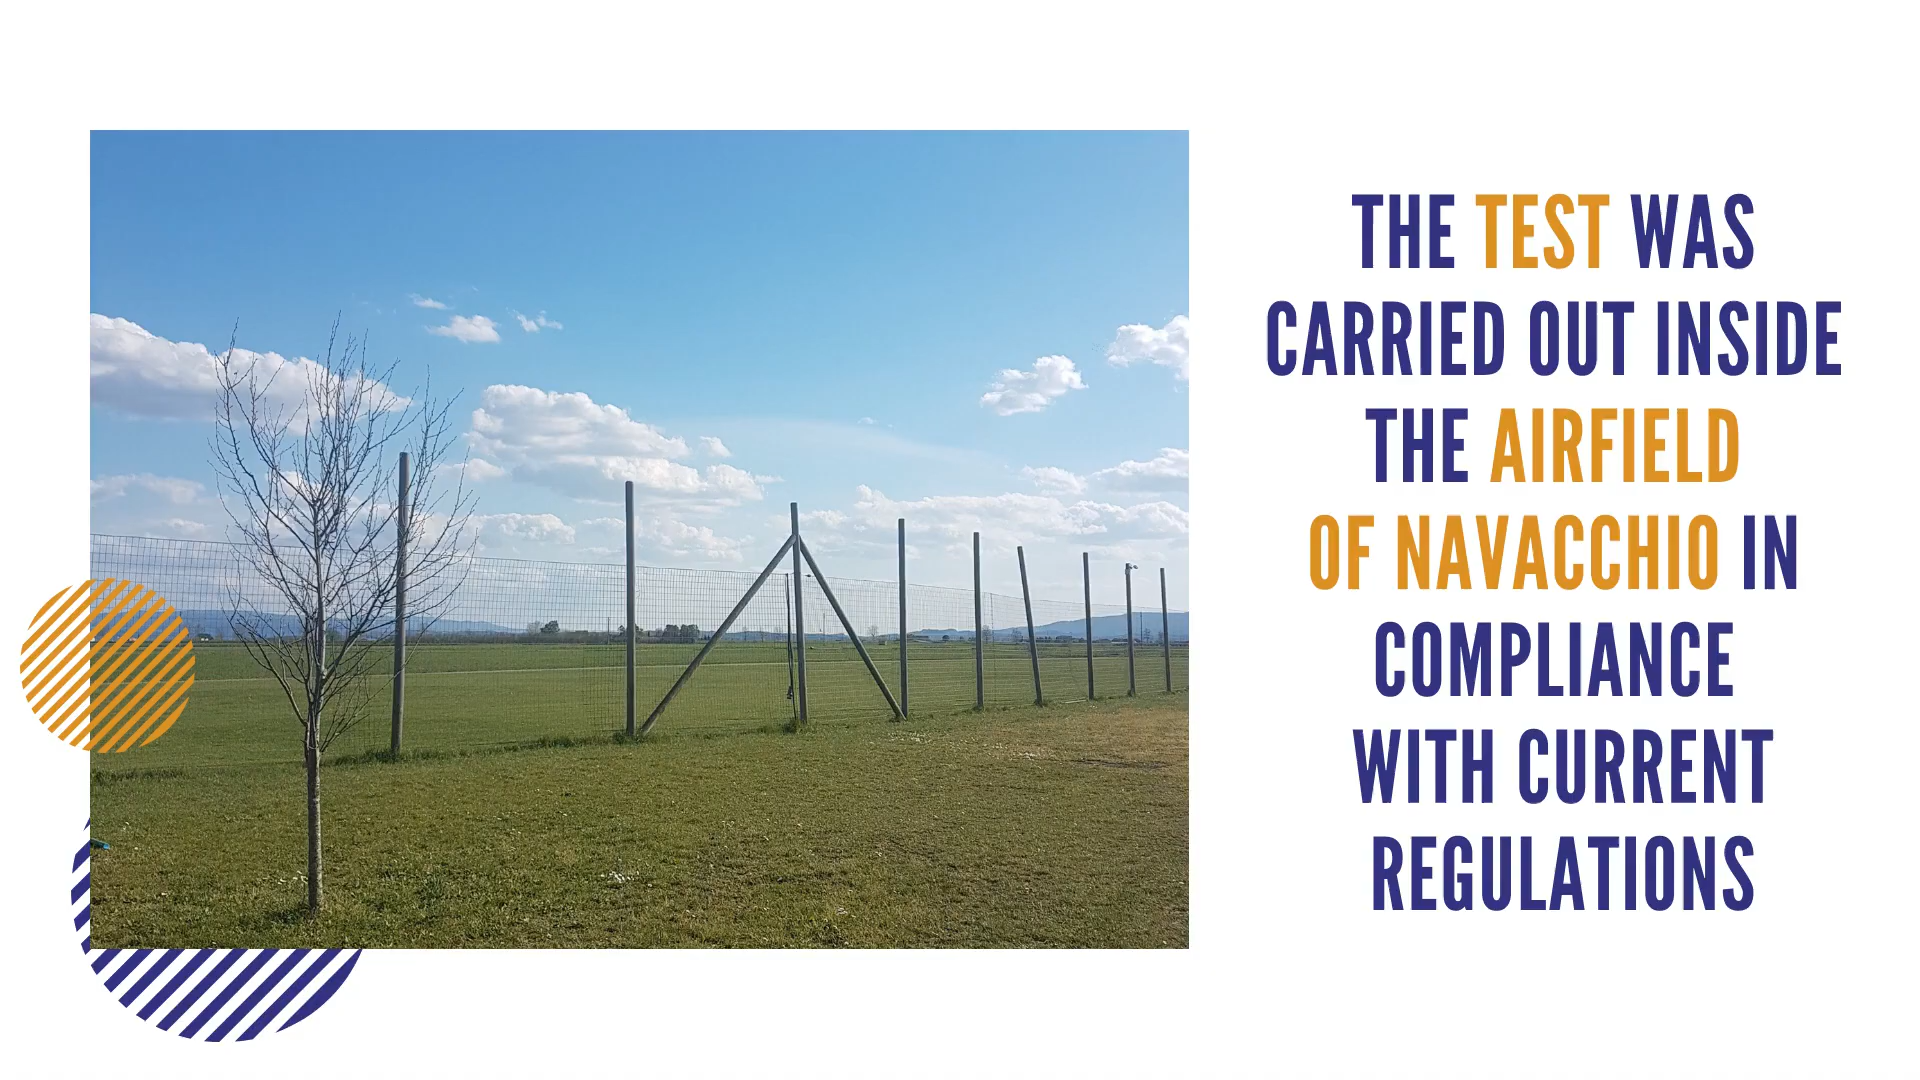 THE TEST WAS
CARRIED OUT INSIDE
THE AIRFIELD
OF NAVACCHIO IN
COMPLIANCE
WITH CURRENT
REGULATIONS